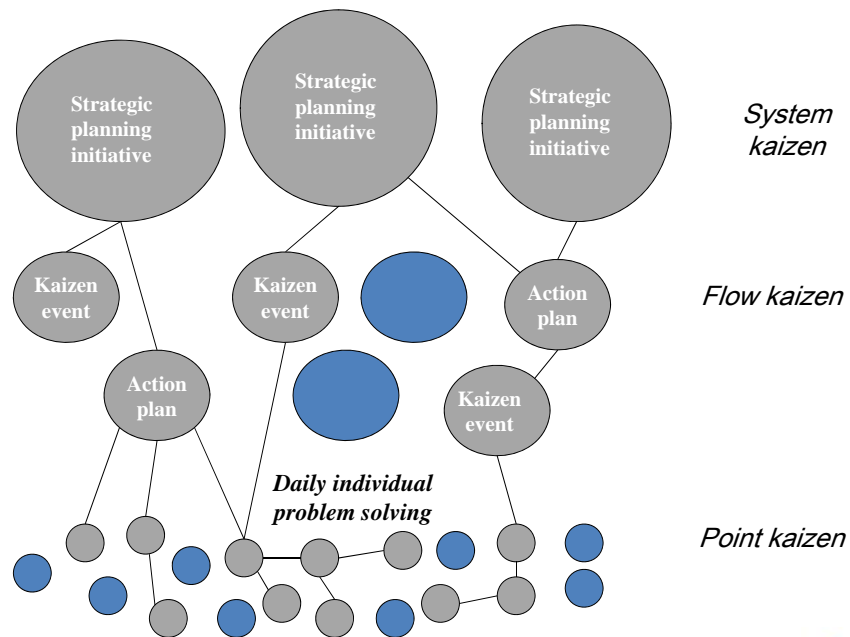 Strategic
planning
initiative
Strategic
planning
initiative
Strategic
planning
initiative
System
kaizen
Kaizen
event
Kaizen
event
Action
plan
Flow kaizen
Action
plan
Kaizen
event
Daily individual
problem solving
Point kaizen